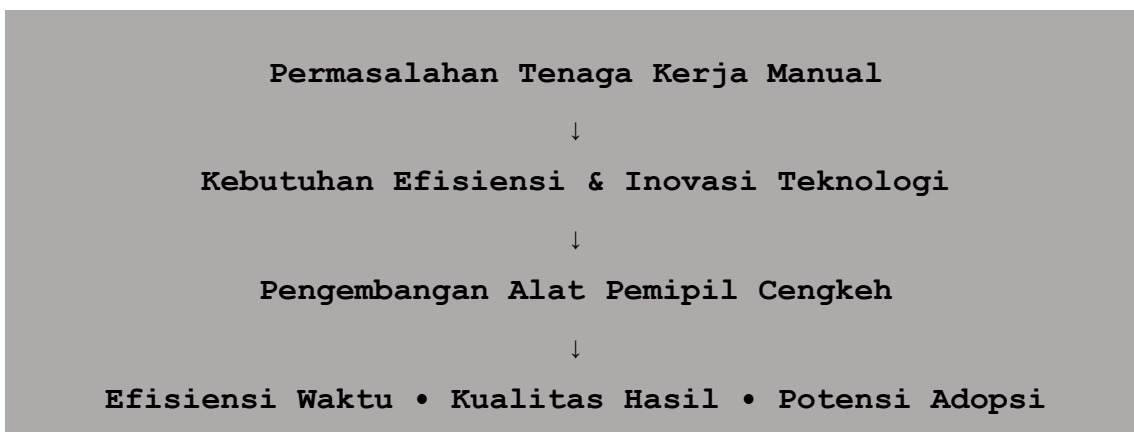 Permasalahan Tenaga Kerja Manual
↓
Kebutuhan Efisiensi & Inovasi Teknologi
↓
Pengembangan Alat Pemipil Cengkeh
↓
Efisiensi Waktu • Kualitas Hasil • Potensi Adopsi